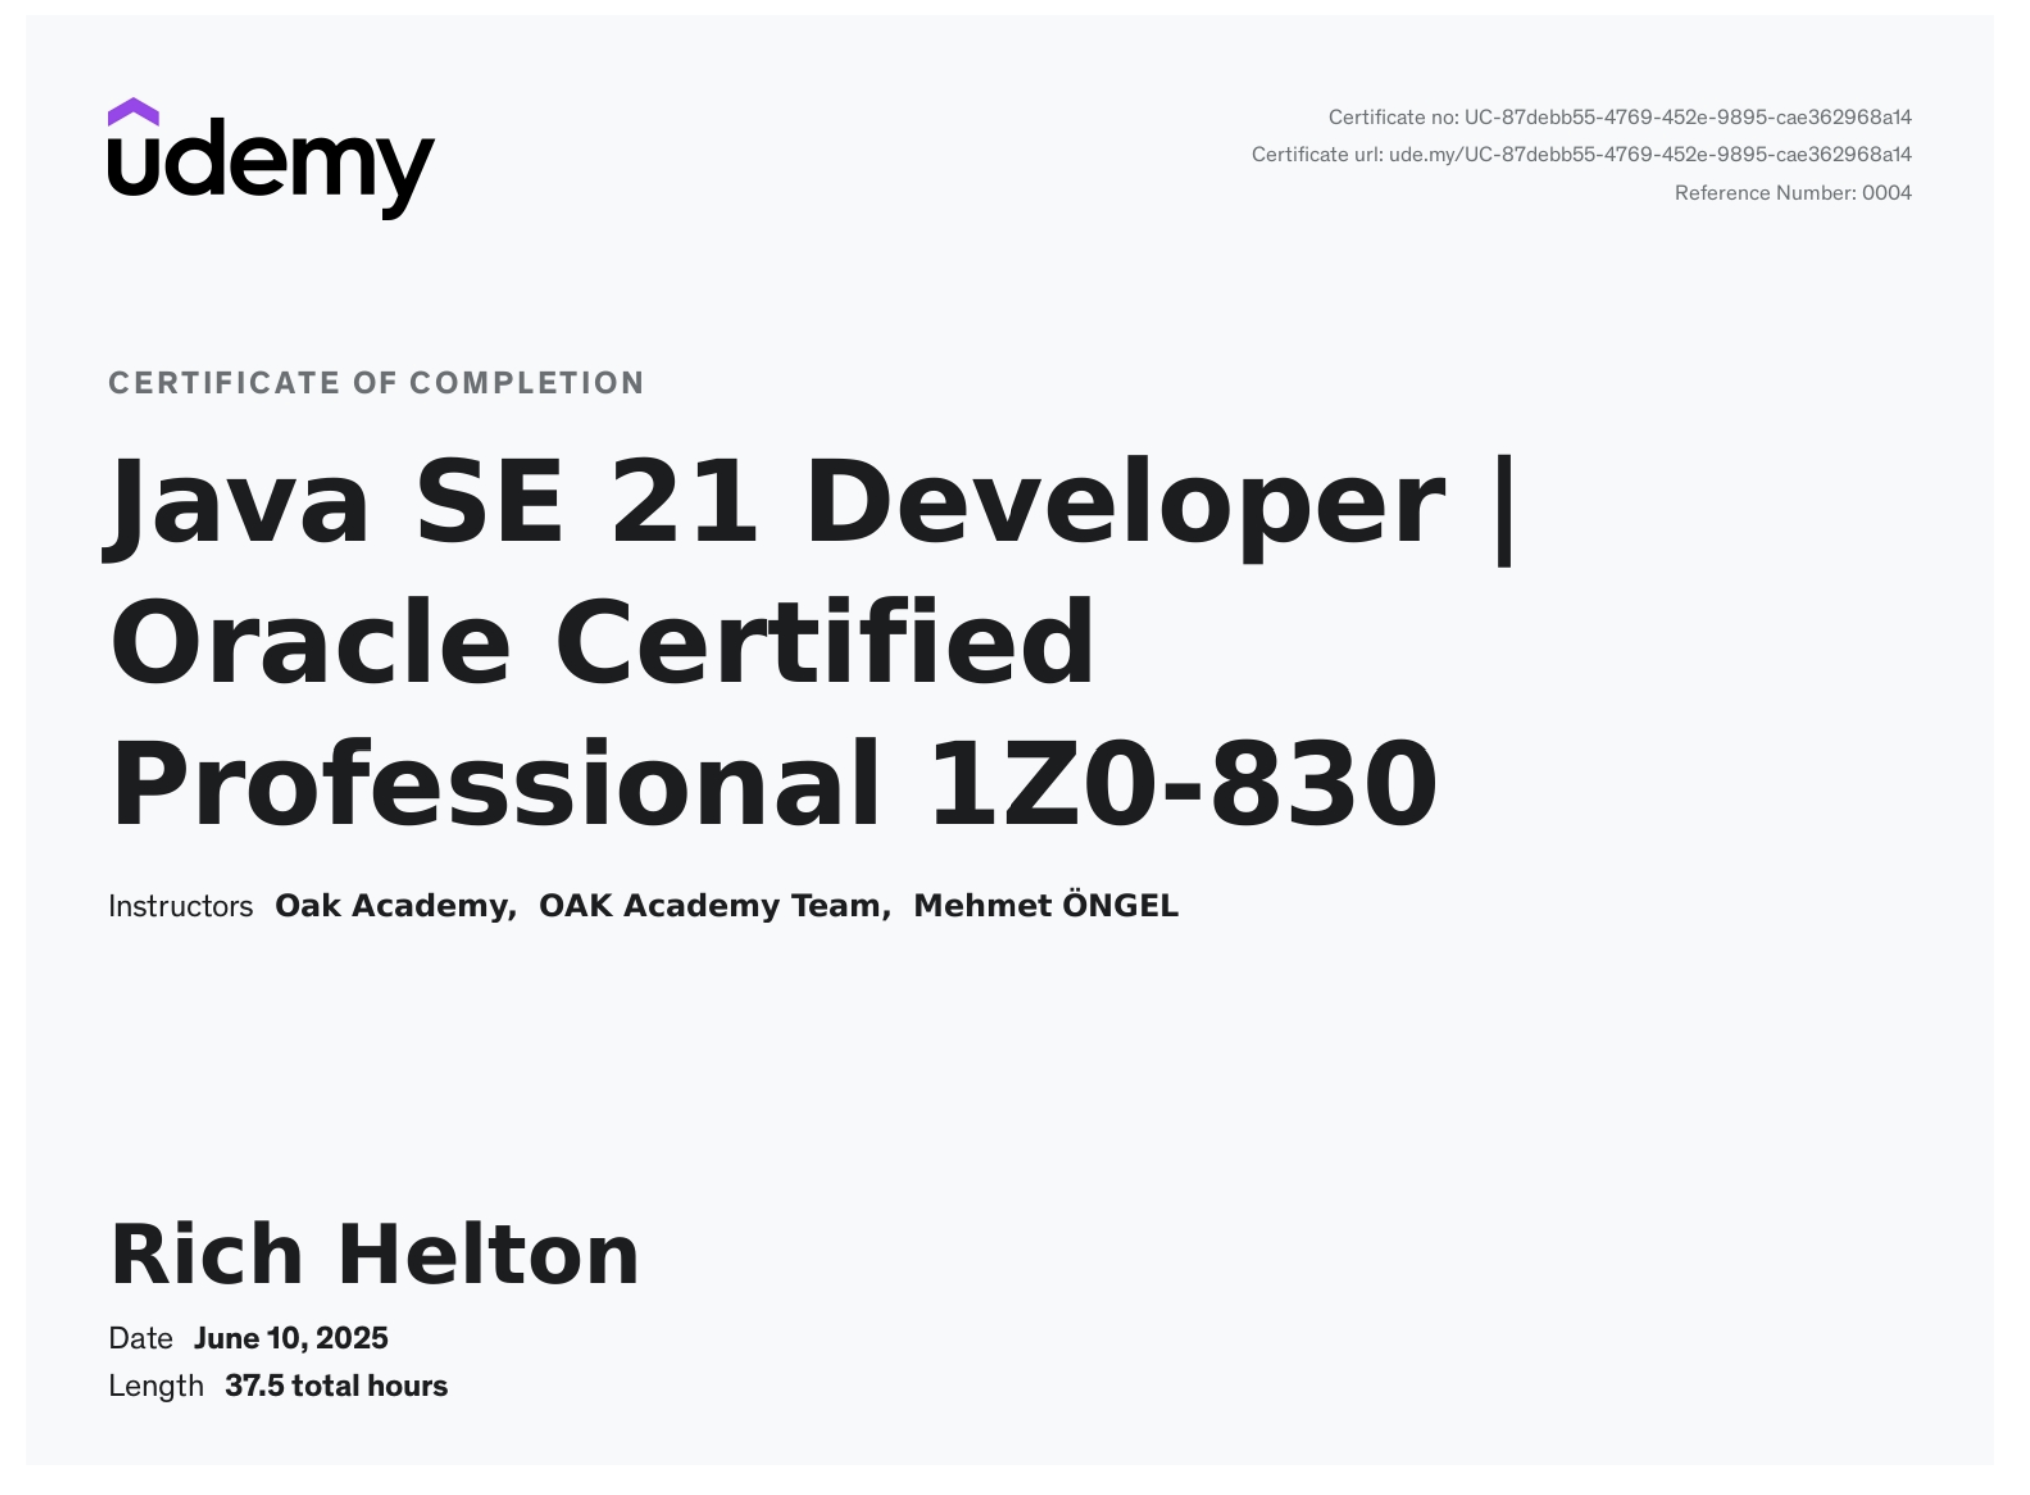 udemy
Certificate no: UC-87debb55-4769-452e-9895-cae362968a14
Certificate url: ude.my/UC-87debb55-4769-452e-9895-cae362968a14
Reference Number: 0004
CERTIFICATE OF COMPLETION
Java SE 21 Developer |
Oracle Certified
Professional 1Z0-830
Instructors Oak Academy, OAK Academy Team, Mehmet ÖNGEL
Rich Helton
Date June 10, 2025
Length 37.5 total hours